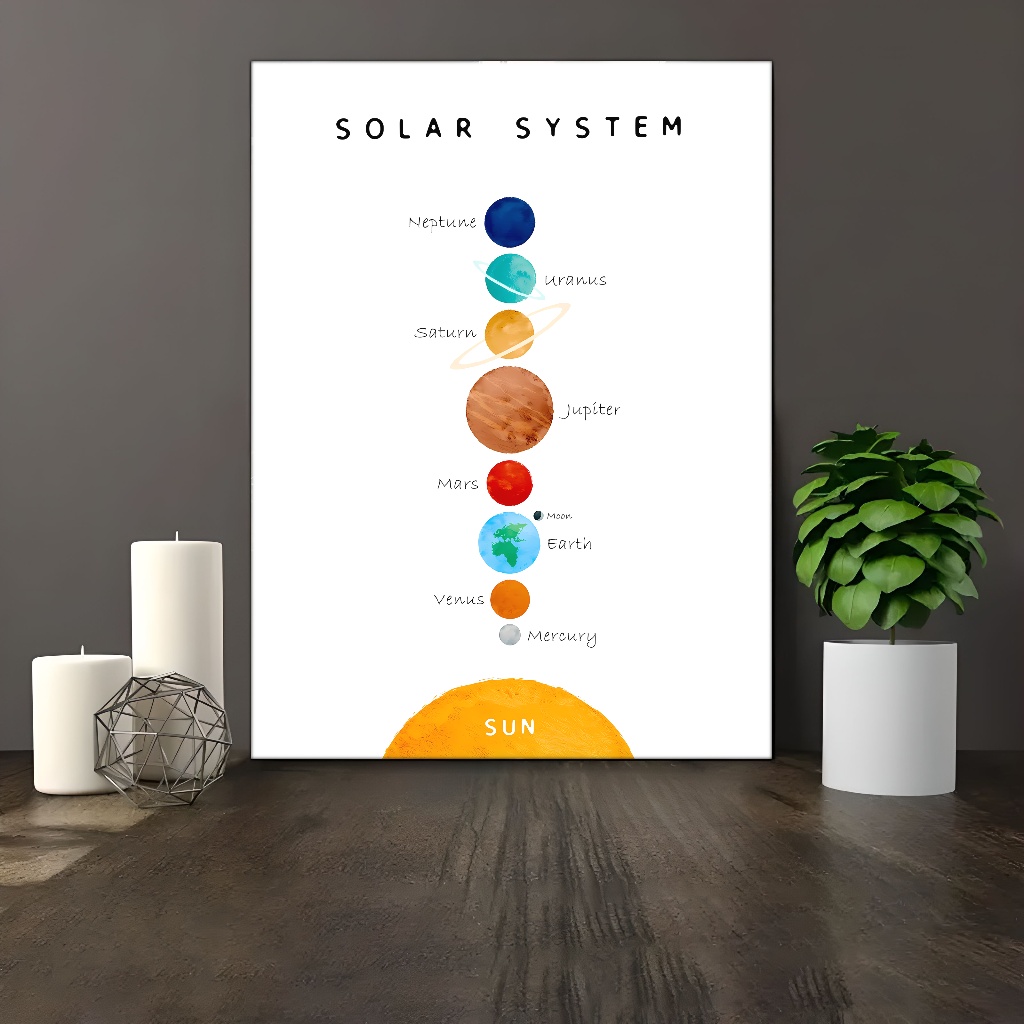 SOLAR SYSTEM
Neptune
Uranus
Saturn
Jupiter
Mars
Moon
Earth
Venus
Mercury
SUN